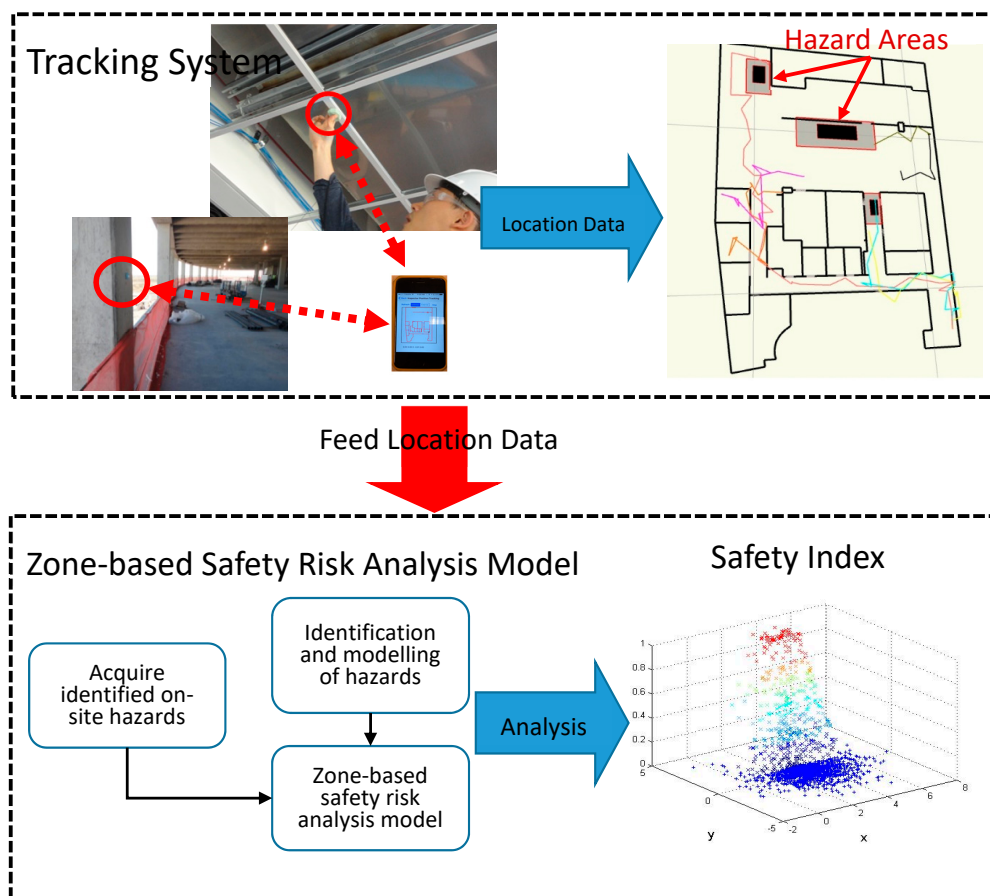 Tracking System
Hazard Areas
Location Data
Feed Location Data
Zone-based Safety Risk Analysis Model
Safety Index
Identification
and modelling
of hazards
Acquire
identified on-
site hazards
Zone-based
safety risk
analysis model
Analysis
1
0.8
0.6
0.4
0.2
0
5
0
-5
y
-2
0
2
4
6
8
x